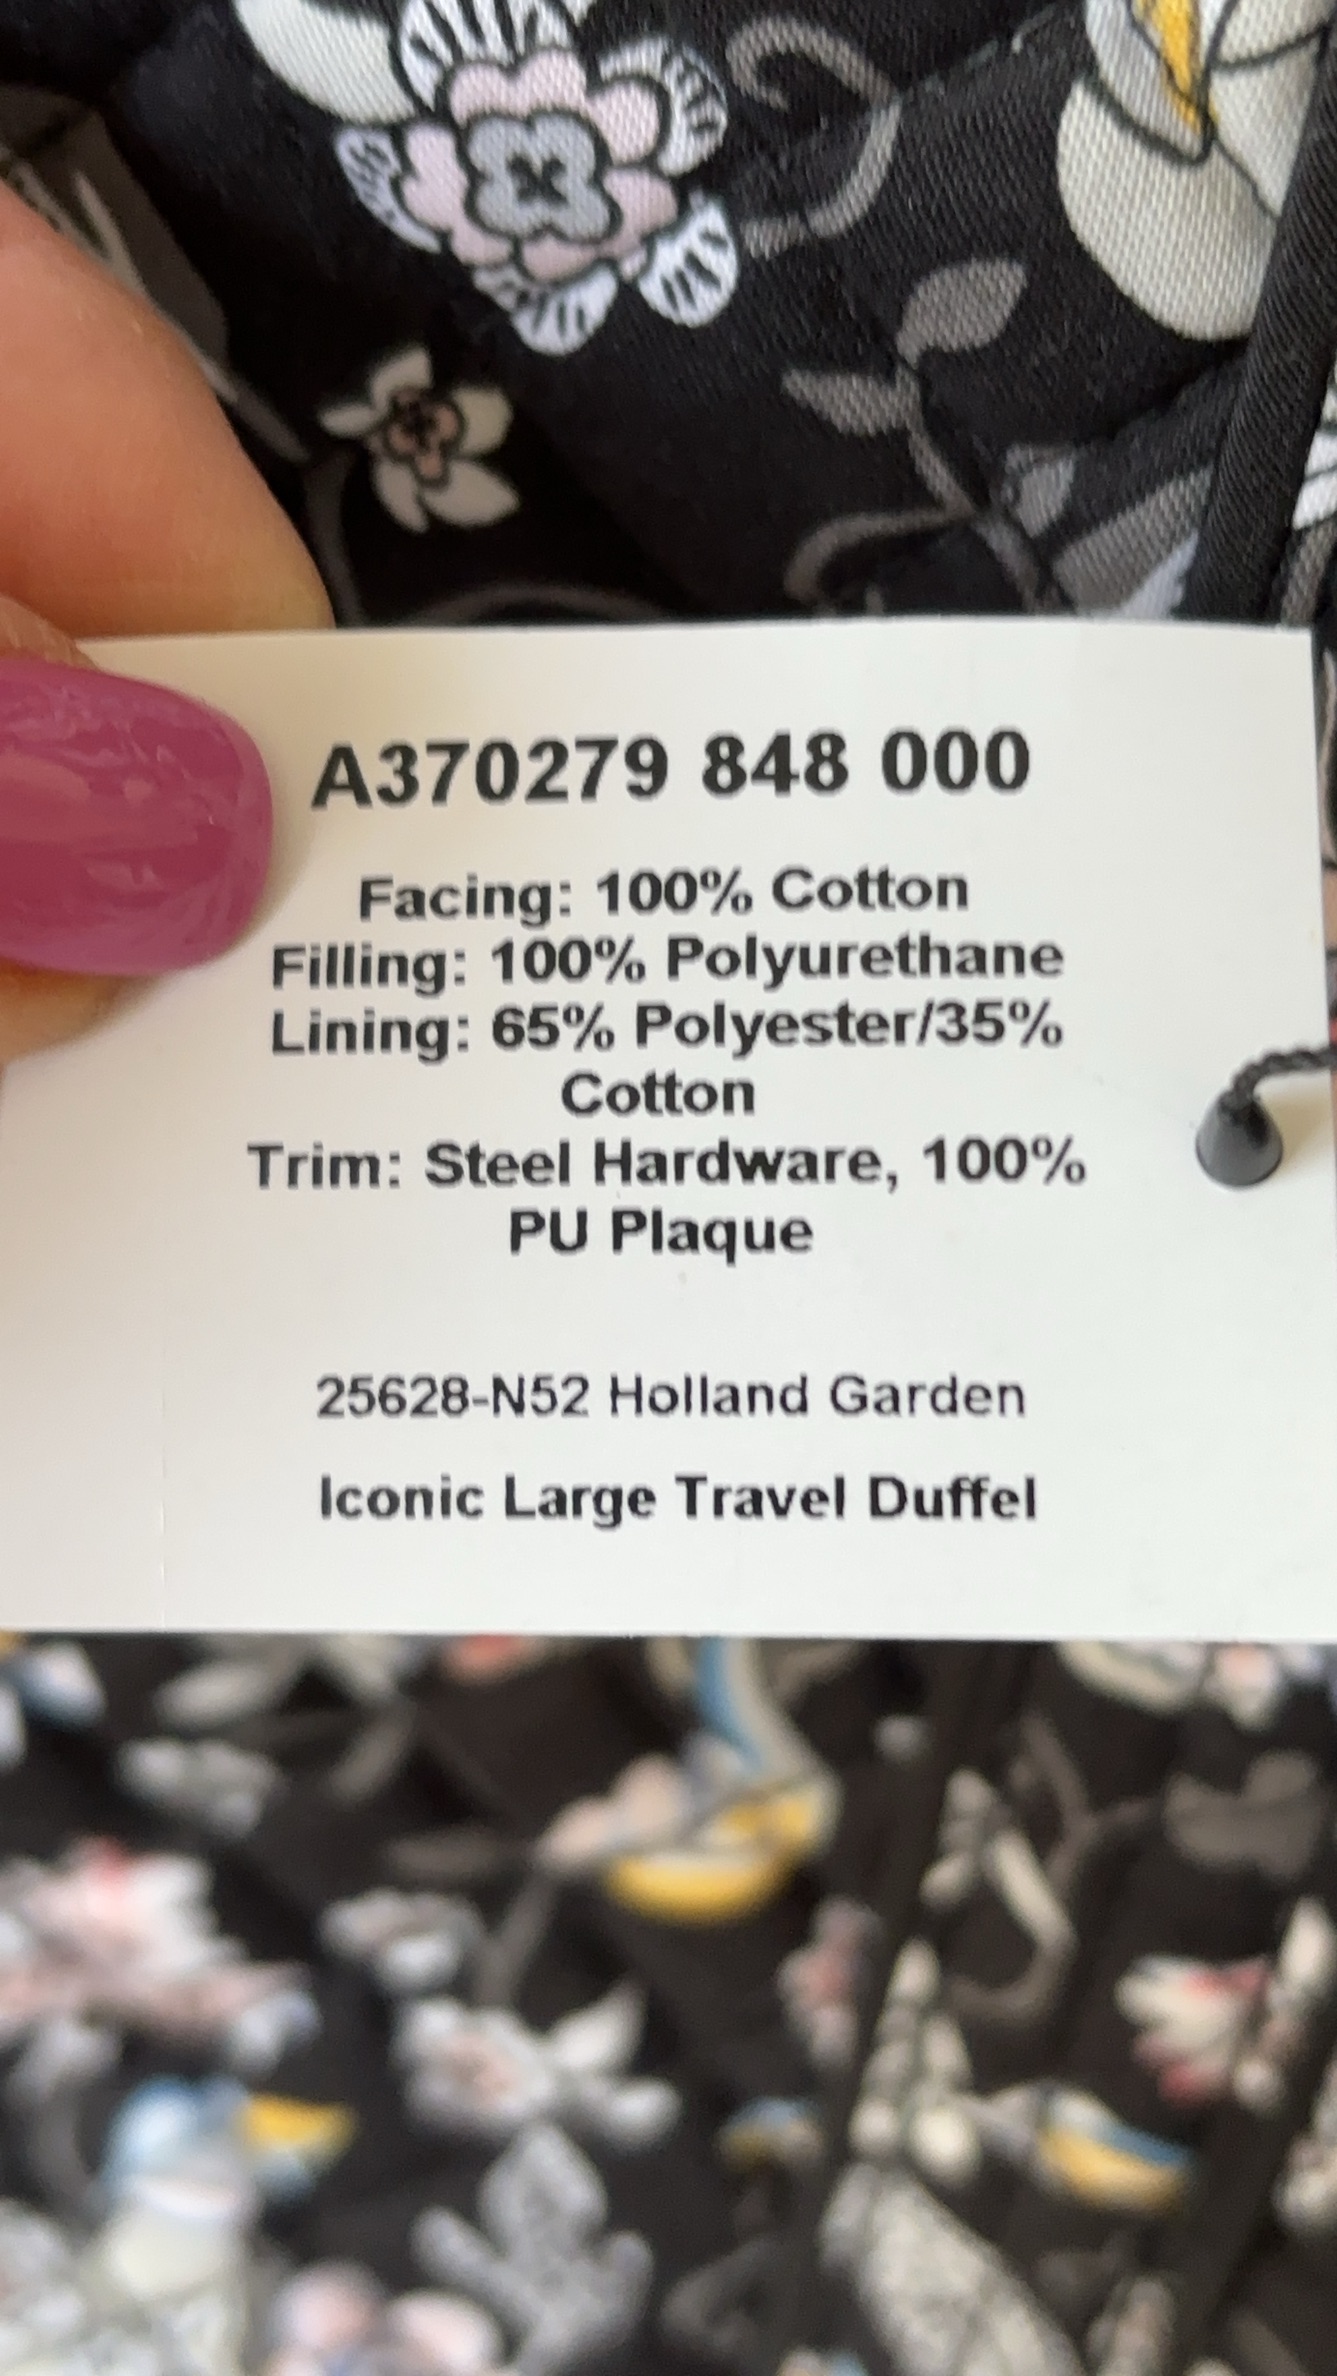 A370279 848 000
Facing: 100% Cotton
Filling: 100% Polyurethane
Lining: 65% Polyester/35%
Cotton
Trim: Steel Hardware, 100%
PU Plaque
25628-N52 Holland Garden
Iconic Large Travel Duffel